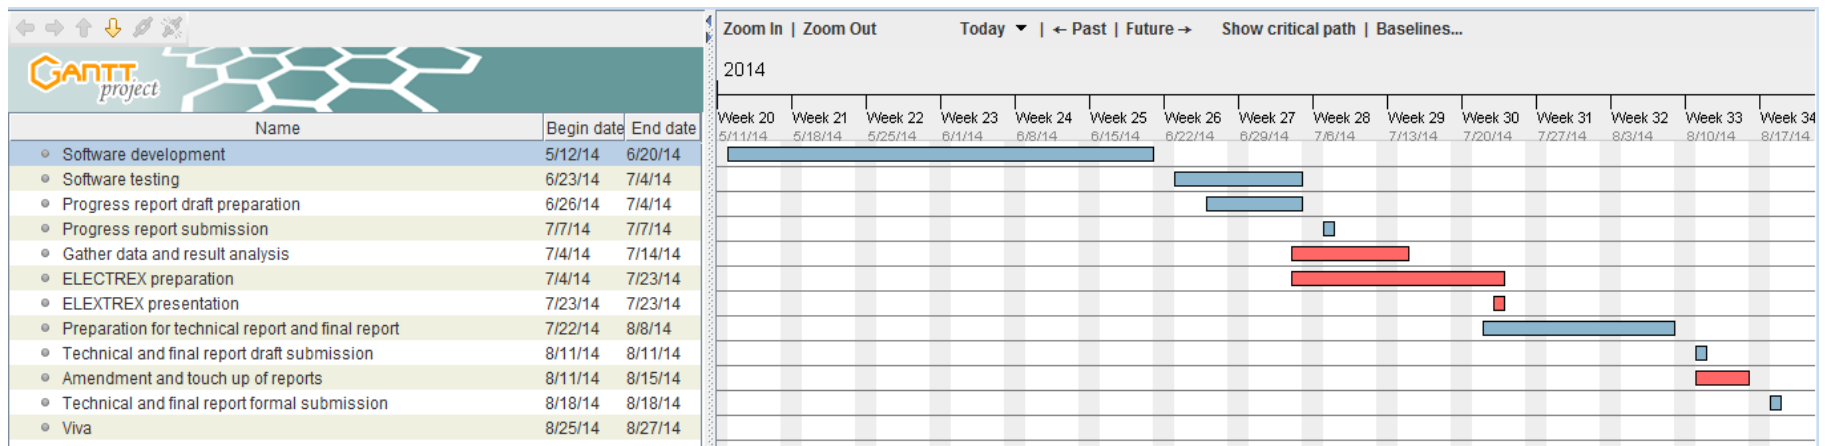 Zoom In | Zoom Out Today ▼ | ← Past | Future → Show critical path | Baselines...
GANTT project
2014
Week 20 Week 21 Week 22 Week 23 Week 24 Week 25 Week 26 Week 27 Week 28 Week 29 Week 30 Week 31 Week 32 Week 33 Week 34
5/11/14 5/18/14 5/25/14 6/1/14 6/8/14 6/15/14 6/22/14 6/29/14 7/6/14 7/13/14 7/20/14 7/27/14 8/3/14 8/10/14 8/17/14
Name Begin date End date
Software development 5/12/14 6/20/14
Software testing 6/23/14 7/4/14
Progress report draft preparation 6/26/14 7/4/14
Progress report submission 7/7/14 7/7/14
Gather data and result analysis 7/4/14 7/14/14
ELECTREX preparation 7/4/14 7/23/14
ELEXTREX presentation 7/23/14 7/23/14
Preparation for technical report and final report 7/22/14 8/8/14
Technical and final report draft submission 8/11/14 8/11/14
Amendment and touch up of reports 8/11/14 8/15/14
Technical and final report formal submission 8/18/14 8/18/14
Viva 8/25/14 8/27/14